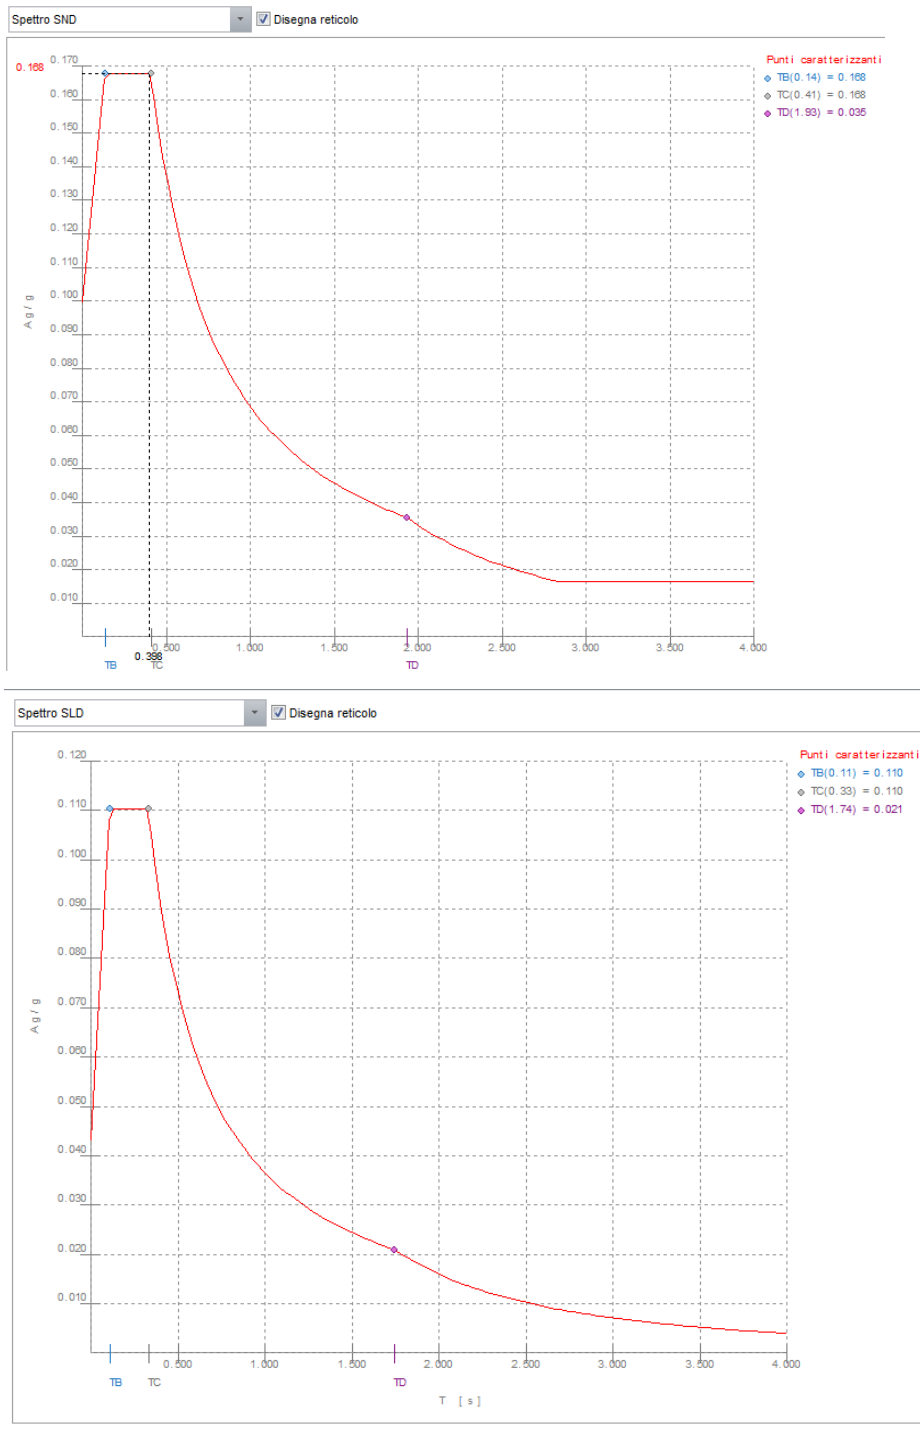 Spettro SND
Disegna reticolo
0.168
0.170
0.160
0.150
0.140
0.130
0.120
0.110
0.100
0.090
0.080
0.070
0.060
0.050
0.040
0.030
0.020
0.010
Ag/g
Punti caratterizzanti
TB(0.14) = 0.168
TC(0.41) = 0.168
TD(1.93) = 0.035
0.500 1.000 1.500 2.000 2.500 3.000 3.500 4.000
0.398
TB TC TD
Spettro SLD
Disegna reticolo
0.120
0.110
0.100
0.090
0.080
0.070
0.060
0.050
0.040
0.030
0.020
0.010
Ag/g
Punti caratterizzanti
TB(0.11) = 0.110
TC(0.33) = 0.110
TD(1.74) = 0.021
0.500 1.000 1.500 2.000 2.500 3.000 3.500 4.000
TB TC TD
T [s]